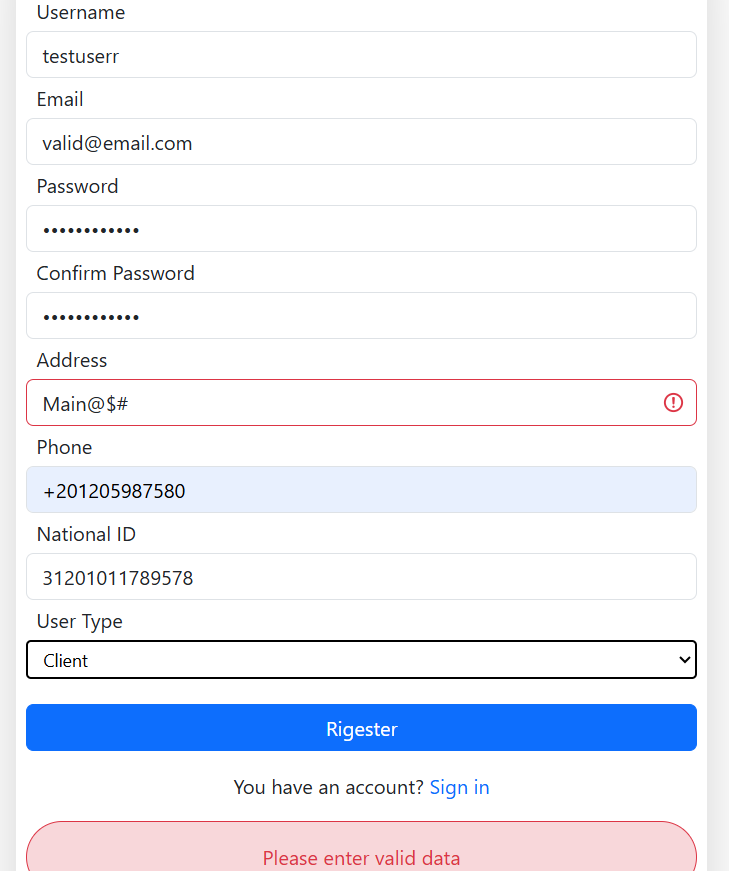 Username
testuserr
Email
valid@email.com
Password
••••••••••••
Confirm Password
••••••••••••
Address
Main@$#
Phone
+201205987580
National ID
31201011789578
User Type
Client
Rigester
You have an account? Sign in
Please enter valid data